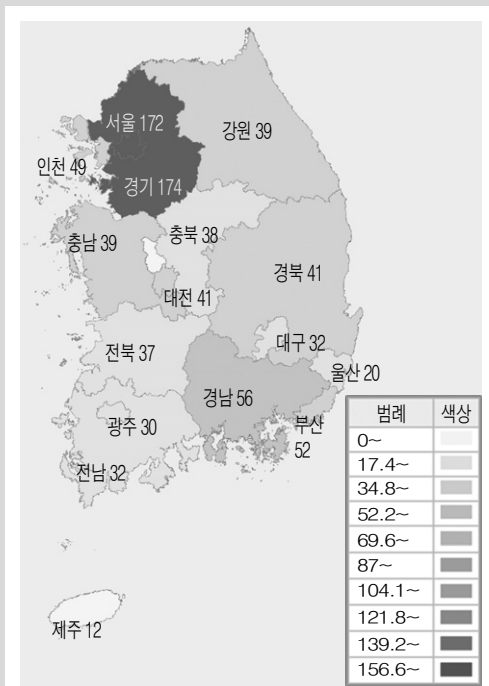 서울 172
강원 39
인천 49
경기 174
충남 39
충북 38
경북 41
대전 41
대구 32
전북 37
울산 20
경남 56
광주 30
부산
52
전남 32
제주 12
범례 색상
0~
17.4~
34.8~
52.2~
69.6~
87~
104.1~
121.8~
139.2~
156.6~